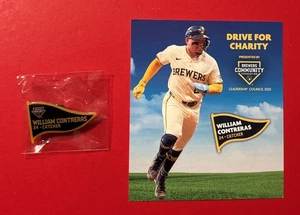 WILLIAM CONTRERAS
24 - CATCHER
DRIVE FOR
CHARITY
PRESENTED BY
BREWERS
COMMUNITY
LEADERSHIP COUNCIL 2025
BREWERS
WILLIAM
CONTRERAS
24 - CATCHER